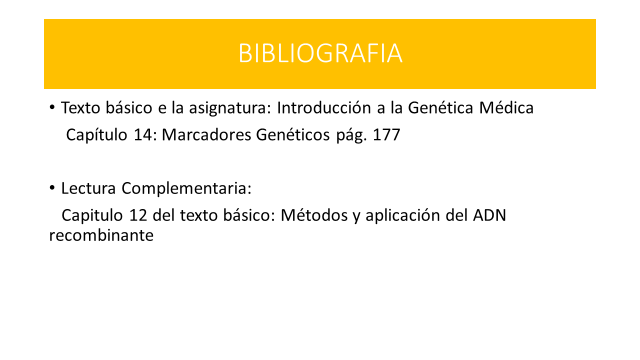 BIBLIOGRAFIA
• Texto básico e la asignatura: Introducción a la Genética Médica
Capítulo 14: Marcadores Genéticos pág. 177
• Lectura Complementaria:
Capitulo 12 del texto básico: Métodos y aplicación del ADN
recombinante